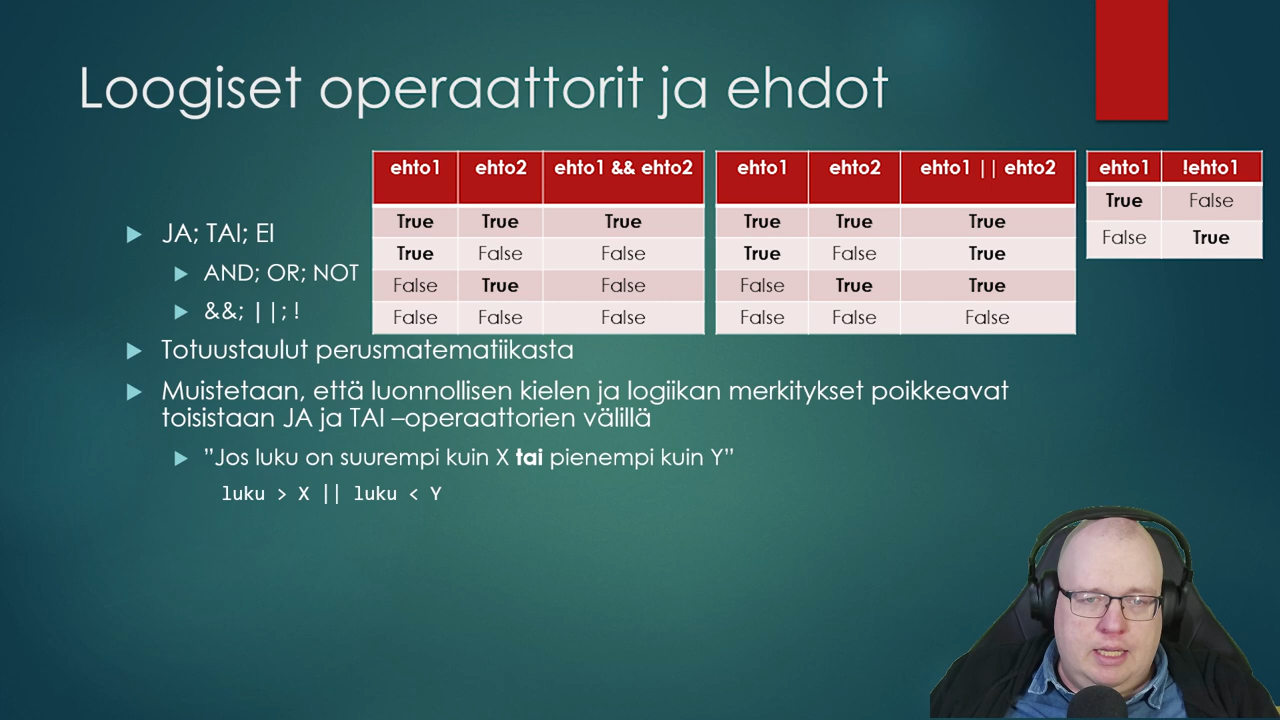 Loogiset operaattorit ja ehdot
JA; TAI; EI
AND; OR; NOT
&&; ||; !
ehto1 ehto2 ehto1 && ehto2
True True True
True False False
False True False
False False False
ehto1 ehto2 ehto1 || ehto2
True True True
True False True
False True True
False False False
ehto1 !ehto1
True False
False True
Totuustaulut perusmatematiikasta
Muistetaan, että luonnollisen kielen ja logiikan merkitykset poikkeavat
toisistaan JA ja TAI –operaattorien välillä
”Jos luku on suurempi kuin X tai pienempi kuin Y”
luku > X || luku < Y